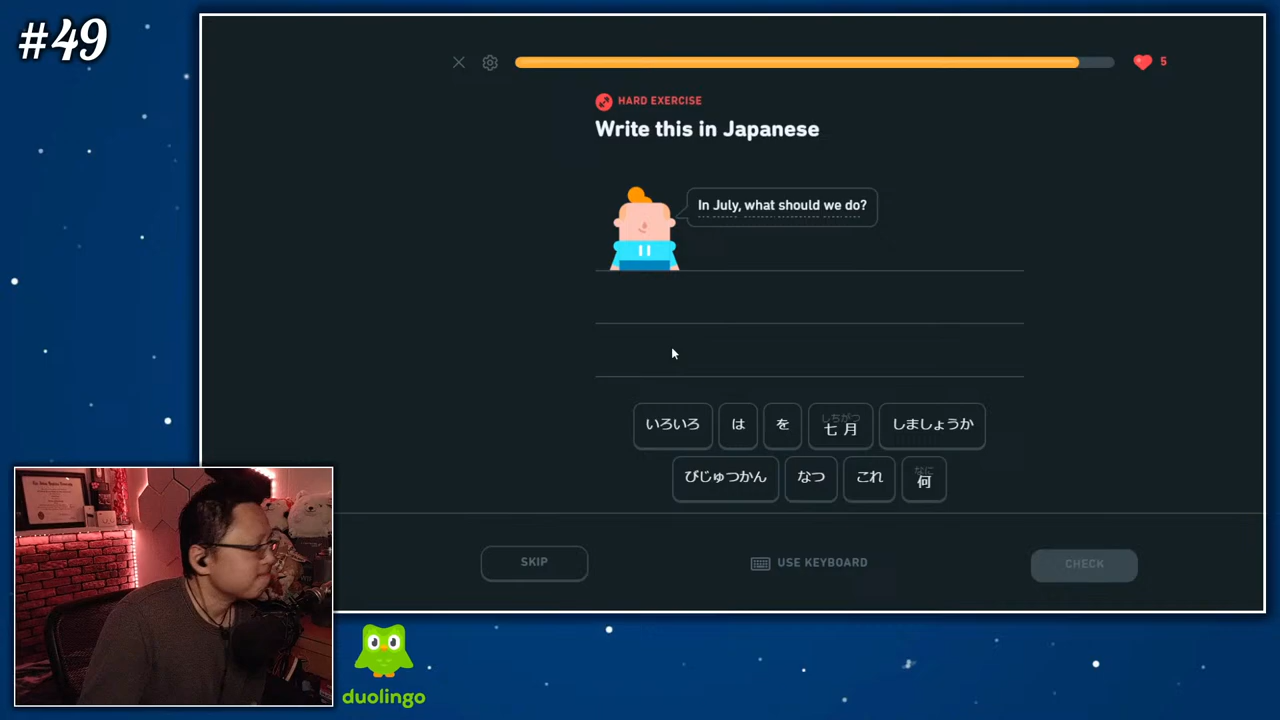 #49
5
HARD EXERCISE
Write this in Japanese
In July, what should we do?
いろいろ は を 七月 しましょうか
しちがつ
びじゅつかん なつ これ 何
なに
SKIP
USE KEYBOARD
CHECK
duolingo